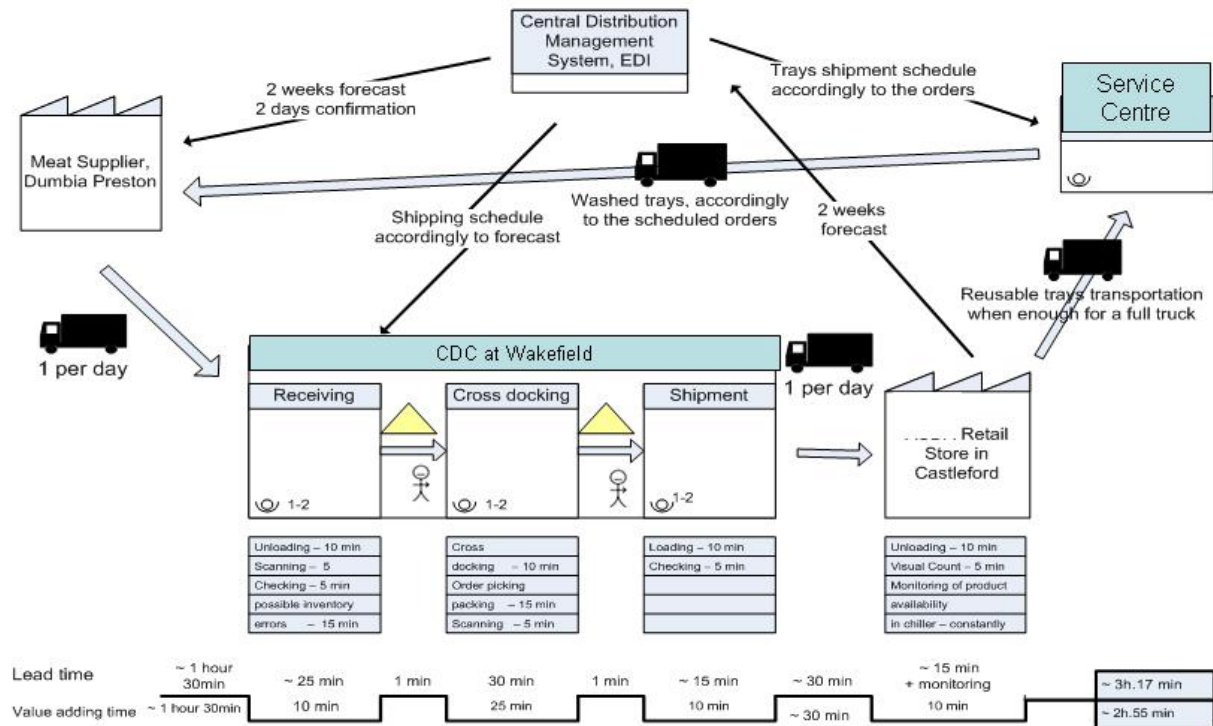 Central Distribution
Management
System, EDI
2 weeks forecast
2 days confirmation
Trays shipment schedule
accordingly to the orders
Service
Centre
Meat Supplier,
Dumbia Preston
Washed trays, accordingly
to the scheduled orders
Shipping schedule
accordingly to forecast
2 weeks
forecast
Reusable trays transportation
when enough for a full truck
1 per day
CDC at Wakefield
1 per day
Receiving
Cross docking
Shipment
Retail
Store in
Castleford
1-2
1-2
1-2
Unloading – 10 min
Scanning – 5
Checking – 5 min
possible inventory
errors – 15 min
Cross
docking – 10 min
Order picking
packing – 15 min
Scanning – 5 min
Loading – 10 min
Checking – 5 min
Unloading – 10 min
Visual Count – 5 min
Monitoring of product
availability
in chiller – constantly
Lead time
~ 1 hour
30min
~ 25 min
1 min
30 min
1 min
~ 15 min
~ 30 min
~ 15 min
+ monitoring
~ 3h.17 min
Value adding time
~ 1 hour 30min
10 min
25 min
10 min
~ 30 min
10 min
~ 2h.55 min